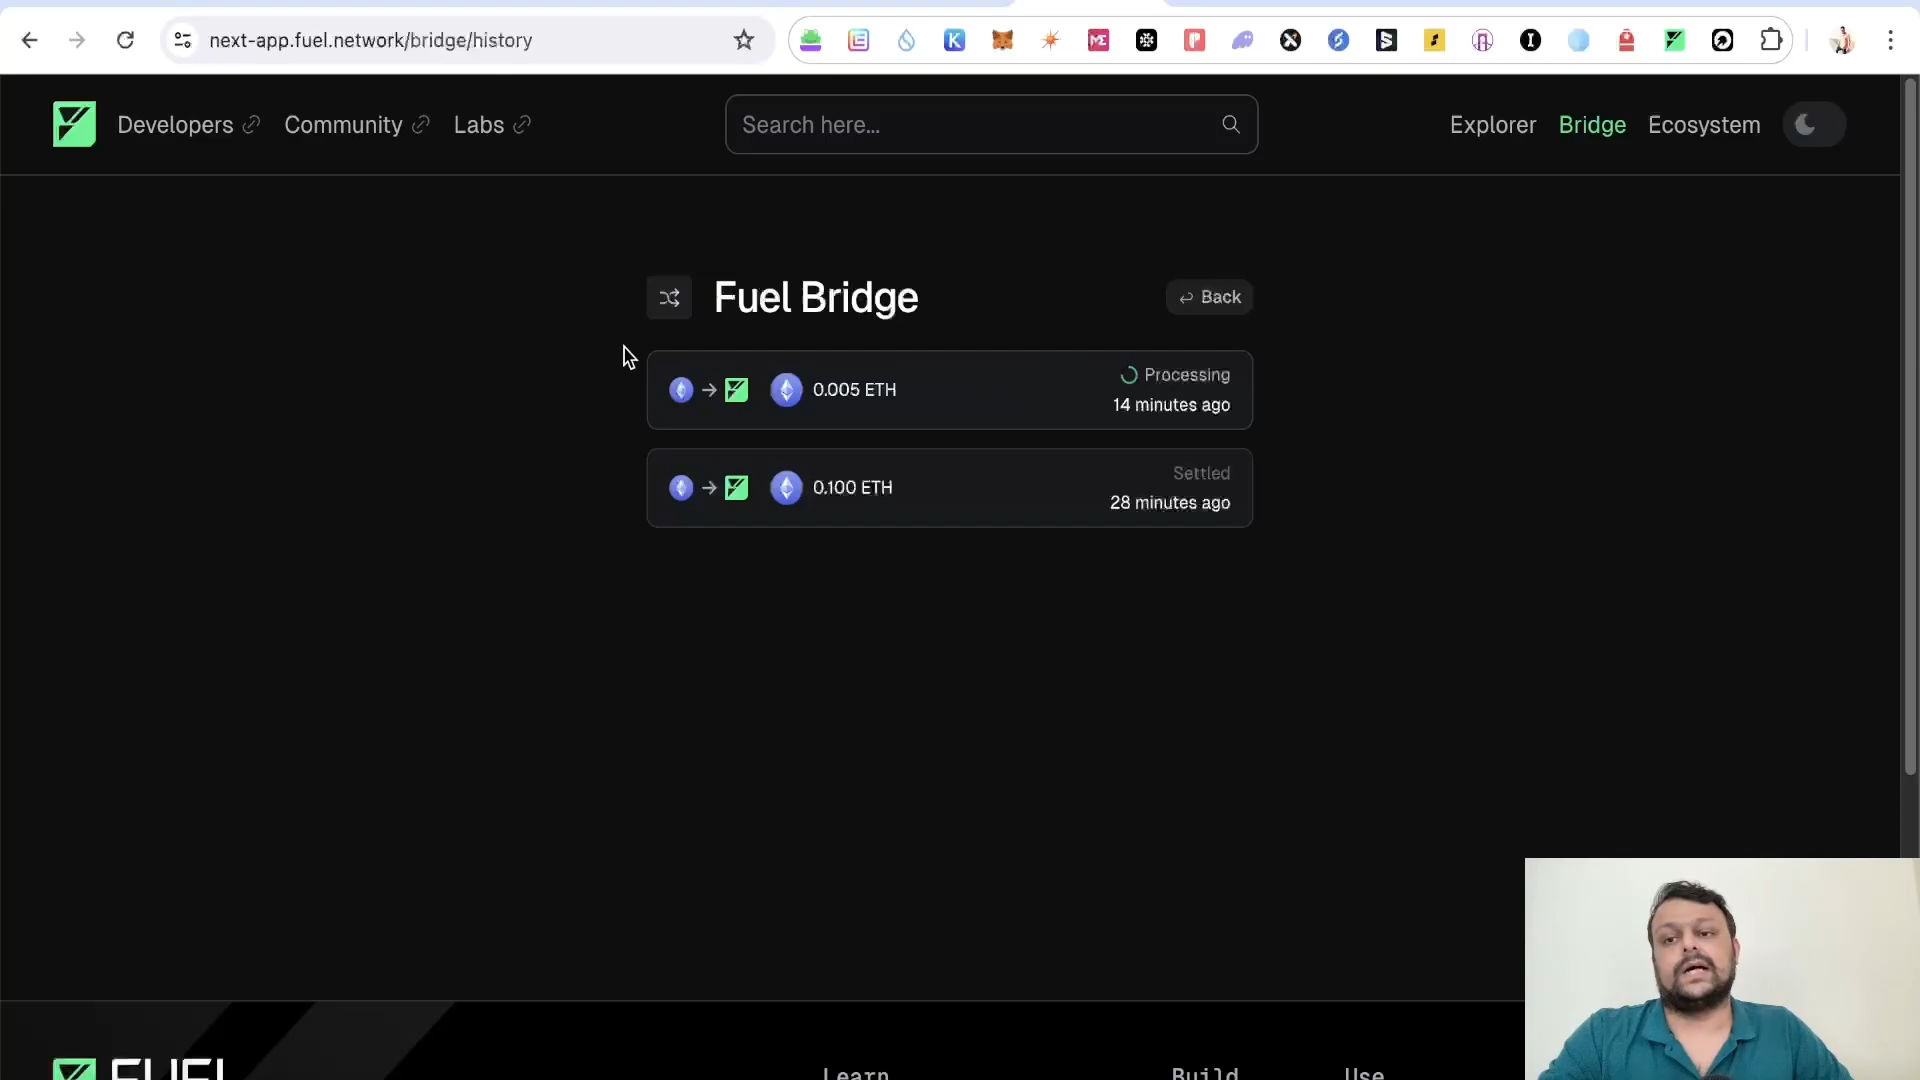 next-app.fuel.network/bridge/history
Developers
Community
Labs
Search here...
Explorer
Bridge
Ecosystem
Fuel Bridge
Back
0.005 ETH
Processing
14 minutes ago
0.100 ETH
Settled
28 minutes ago
FUEL
Learn
Build
Use